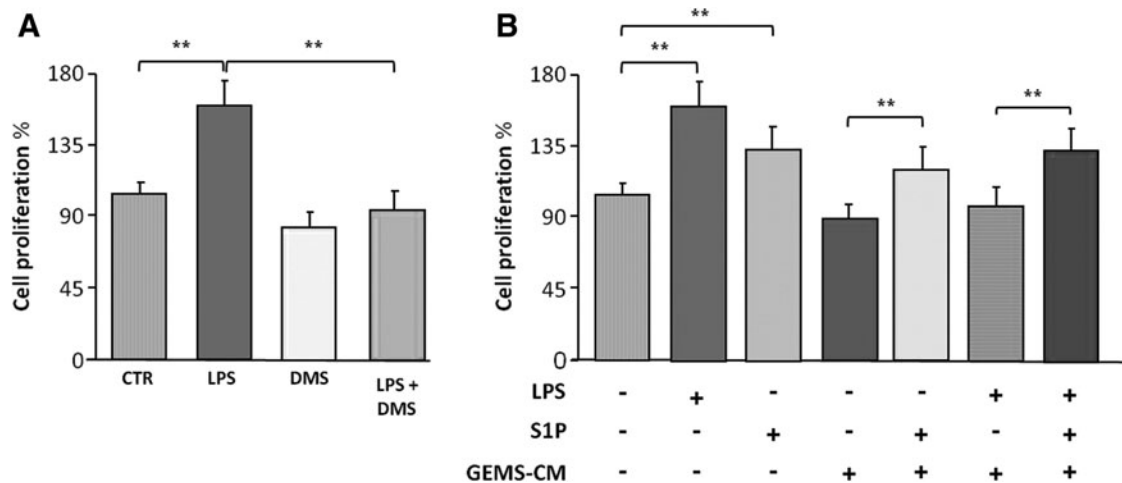 A
B
**
**
**
**
**
**
Cell proliferation %
180
135
90
45
0
CTR
LPS
DMS
LPS +
DMS
Cell proliferation %
180
135
90
45
0
LPS - + - - - + +
S1P - - + - + - +
GEMS-CM - - - + + + +